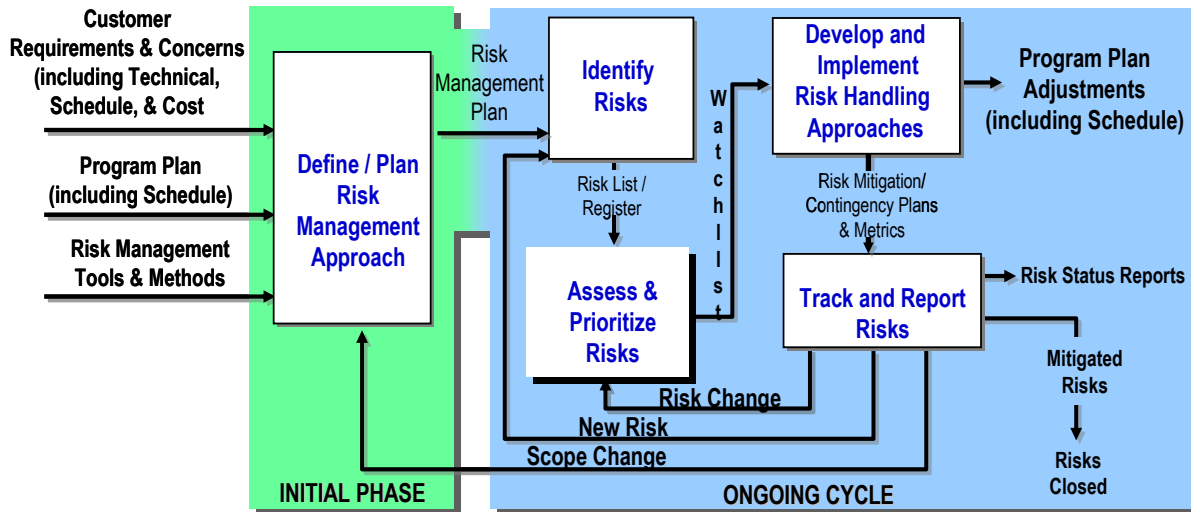 Customer
Requirements & Concerns
(including Technical,
Schedule, & Cost
Program Plan
(including Schedule)
Risk Management
Tools & Methods
Define / Plan
Risk
Management
Approach
INITIAL PHASE
Risk
Management
Plan
Identify
Risks
Risk List /
Register
Assess &
Prioritize
Risks
W
a
t
c
h
l
I
s
t
Develop and
Implement
Risk Handling
Approaches
Program Plan
Adjustments
(including Schedule)
Risk Mitigation/
Contingency Plans
& Metrics
Track and Report
Risks
Risk Status Reports
Mitigated
Risks
Risks
Closed
Risk Change
New Risk
Scope Change
ONGOING CYCLE